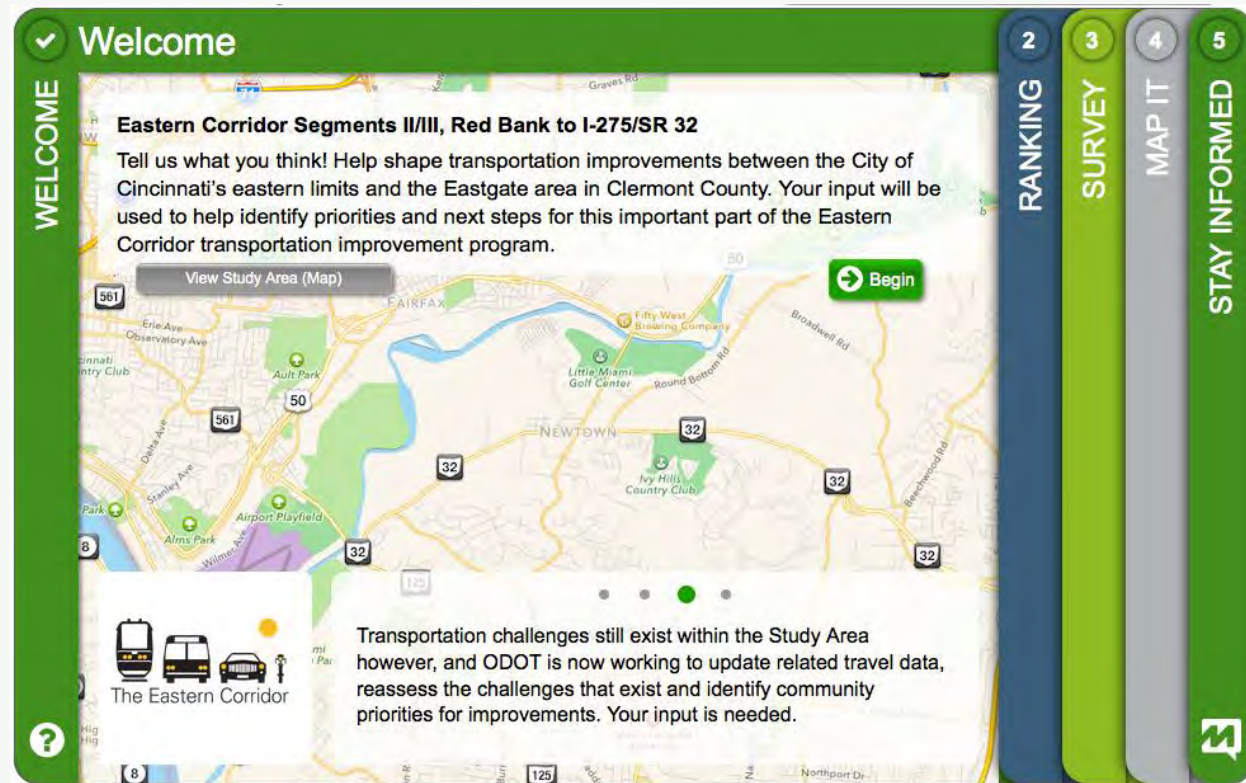 Welcome
WELCOME
Eastern Corridor Segments II/III, Red Bank to I-275/SR 32
Tell us what you think! Help shape transportation improvements between the City of
Cincinnati's eastern limits and the Eastgate area in Clermont County. Your input will be
used to help identify priorities and next steps for this important part of the Eastern
Corridor transportation improvement program.
View Study Area (Map)
Begin
Graves Rd
71
50
561
FAIRFAX
Erie Ave
Observatory Ave
Fifty West
Brewing Company
Broadwell Rd
Ault Park
Little Miami
Golf Center
Round Bottom Rd
50
561
Delta Ave
NEWTOWN
32
32
Ivy Hills
Country Club
32
Beechwood Rd
Stanley Ave
Park
Alms Park
Airport Playfield
Wilmer Ave
8
32
32
125
The Eastern Corridor
Transportation challenges still exist within the Study Area
however, and ODOT is now working to update related travel data,
reassess the challenges that exist and identify community
priorities for improvements. Your input is needed.
?
8
125
Northport Dr
2
RANKING
3
SURVEY
4
MAP IT
5
STAY INFORMED